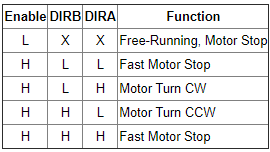 Enable DIRB DIRA Function
L X X Free-Running, Motor Stop
H L L Fast Motor Stop
H L H Motor Turn CW
H H L Motor Turn CCW
H H H Fast Motor Stop